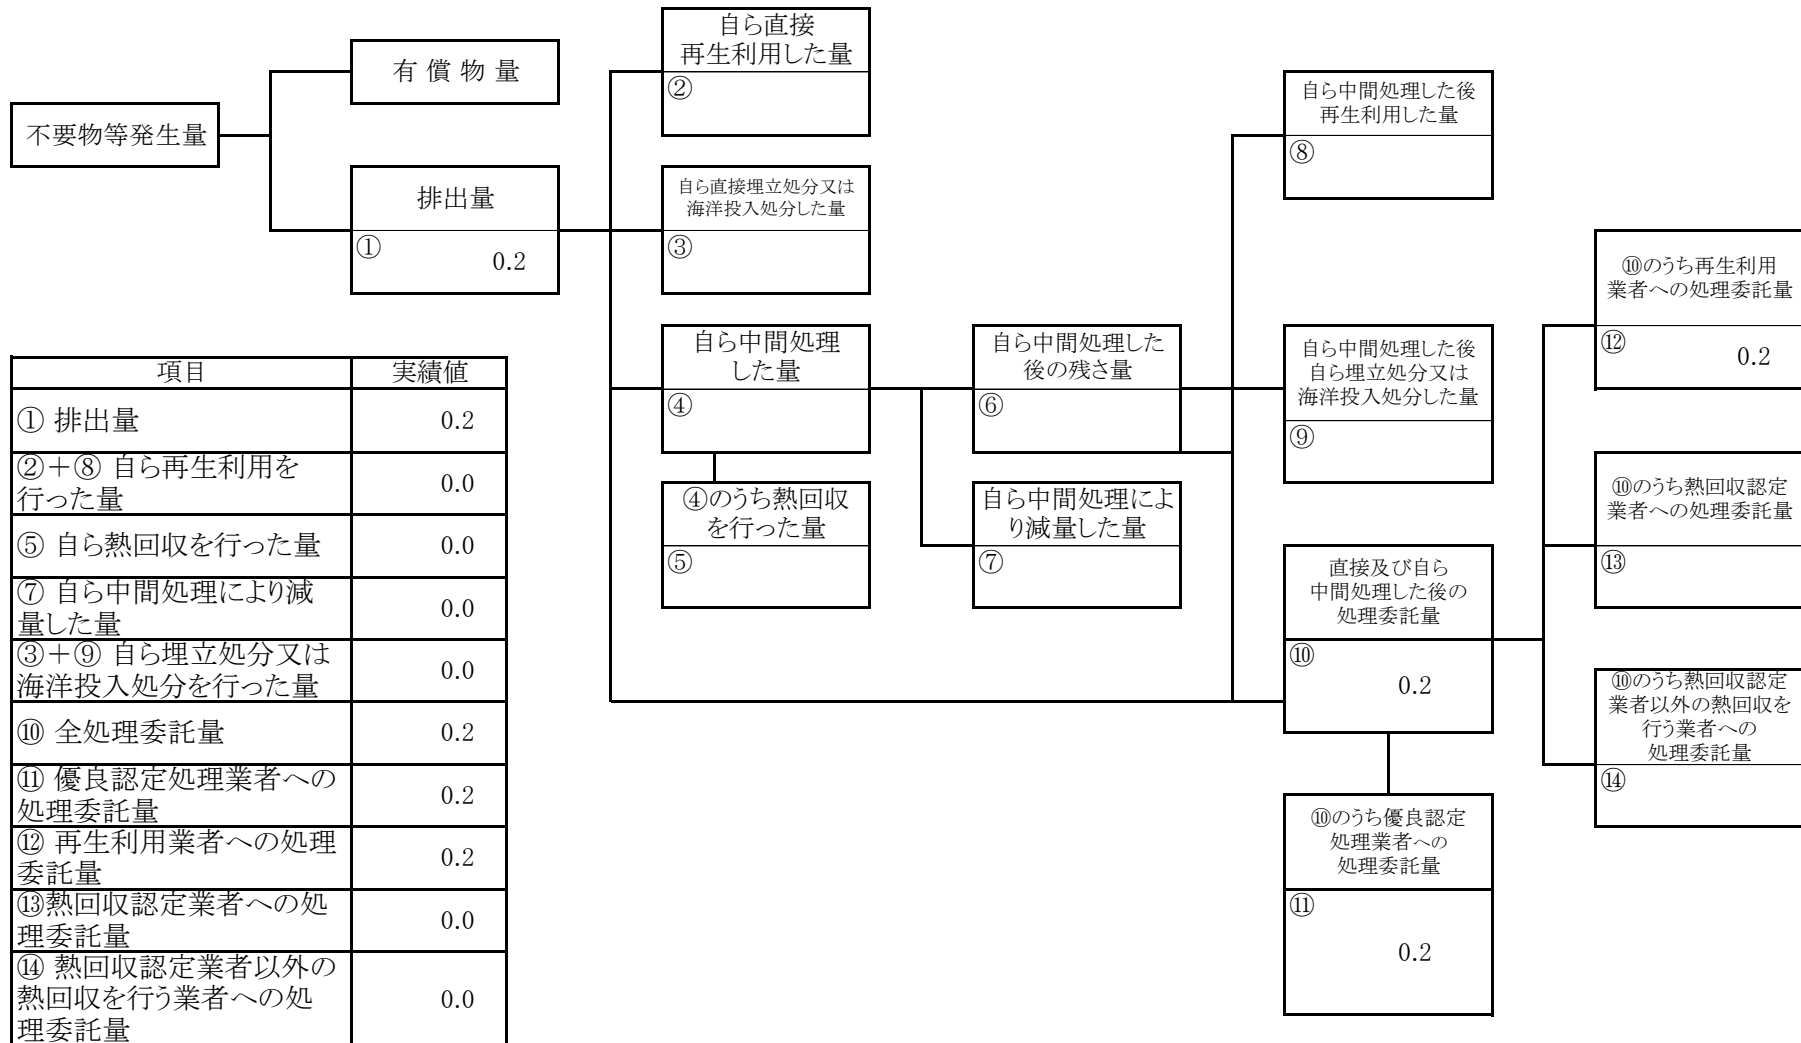 不要物等発生量
有 償 物 量
排出量
①
0.2
自ら直接
再生利用した量
②
自ら直接埋立処分又は
海洋投入処分した量
③
自ら中間処理
した量
④
④のうち熱回収
を行った量
⑤
自ら中間処理した
後の残さ量
⑥
自ら中間処理によ
り減量した量
⑦
自ら中間処理した後
再生利用した量
⑧
自ら中間処理した後
自ら埋立処分又は
海洋投入処分した量
⑨
直接及び自ら
中間処理した後の
処理委託量
⑩
0.2
⑩のうち優良認定
処理業者への
処理委託量
⑪
0.2
⑩のうち再生利用
業者への処理委託量
⑫
0.2
⑩のうち熱回収認定
業者への処理委託量
⑬
⑩のうち熱回収認定
業者以外の熱回収を
行う業者への
処理委託量
⑭
項目 実績値
① 排出量 0.2
②＋⑧ 自ら再生利用を
行った量 0.0
⑤ 自ら熱回収を行った量 0.0
⑦ 自ら中間処理により減
量した量 0.0
③＋⑨ 自ら埋立処分又は
海洋投入処分を行った量 0.0
⑩ 全処理委託量 0.2
⑪ 優良認定処理業者への
処理委託量 0.2
⑫ 再生利用業者への処理
委託量 0.2
⑬熱回収認定業者への処
理委託量 0.0
⑭ 熱回収認定業者以外の
熱回収を行う業者への処
理委託量 0.0